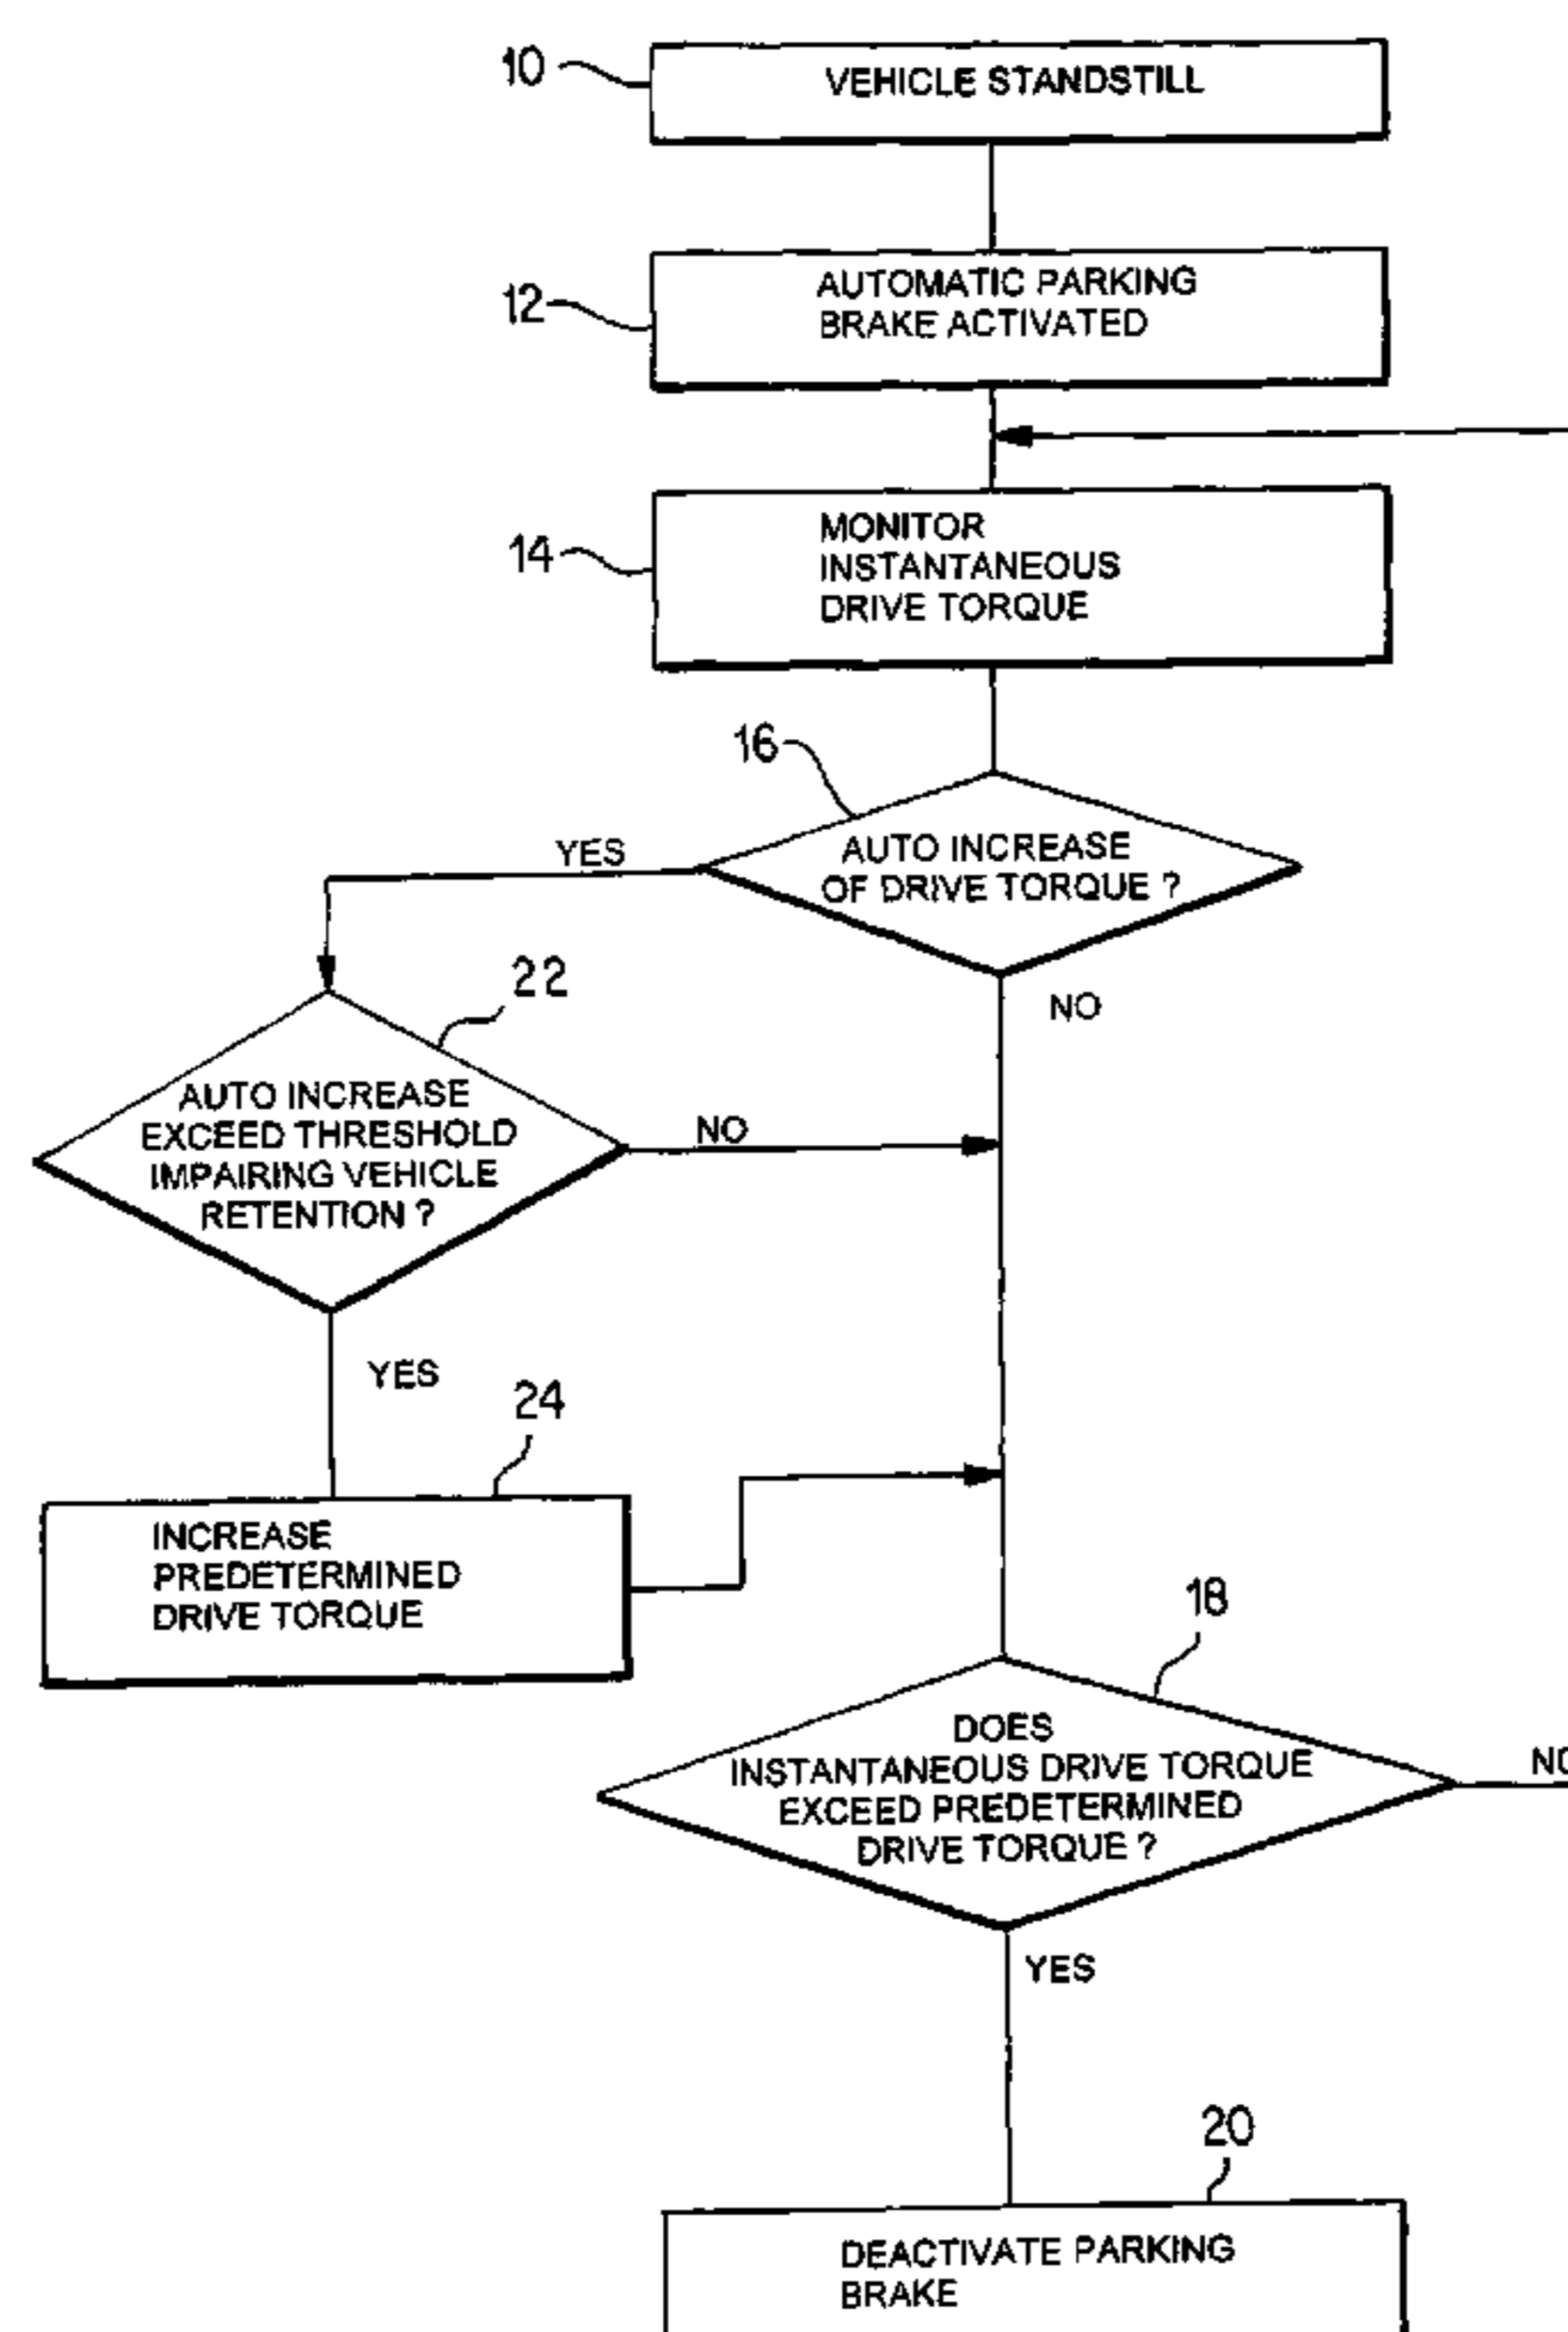 10
VEHICLE STANDSTILL
12
AUTOMATIC PARKING
BRAKE ACTIVATED
14
MONITOR
INSTANTANEOUS
DRIVE TORQUE
16
YES
AUTO INCREASE
OF DRIVE TORQUE ?
22
NO
AUTO INCREASE
EXCEED THRESHOLD
IMPAIRING VEHICLE
RETENTION ?
NO
YES
24
INCREASE
PREDETERMINED
DRIVE TORQUE
18
DOES
INSTANTANEOUS DRIVE TORQUE
EXCEED PREDETERMINED
DRIVE TORQUE ?
NO
YES
20
DEACTIVATE PARKING
BRAKE